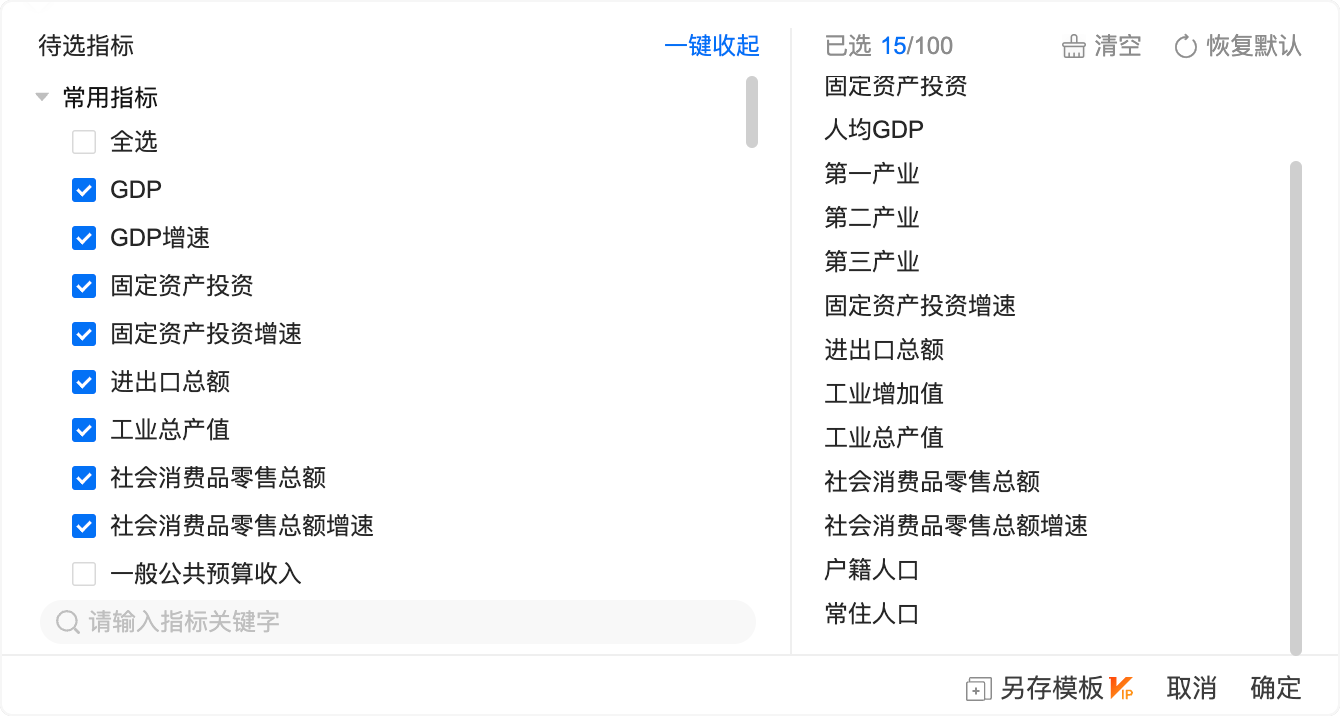 待选指标
一键收起
常用指标
全选
GDP
GDP增速
固定资产投资
固定资产投资增速
进出口总额
工业总产值
社会消费品零售总额
社会消费品零售总额增速
一般公共预算收入
请输入指标关键字
已选 15/100
清空
恢复默认
固定资产投资
人均GDP
第一产业
第二产业
第三产业
固定资产投资增速
进出口总额
工业增加值
工业总产值
社会消费品零售总额
社会消费品零售总额增速
户籍人口
常住人口
另存模板 VIP
取消
确定